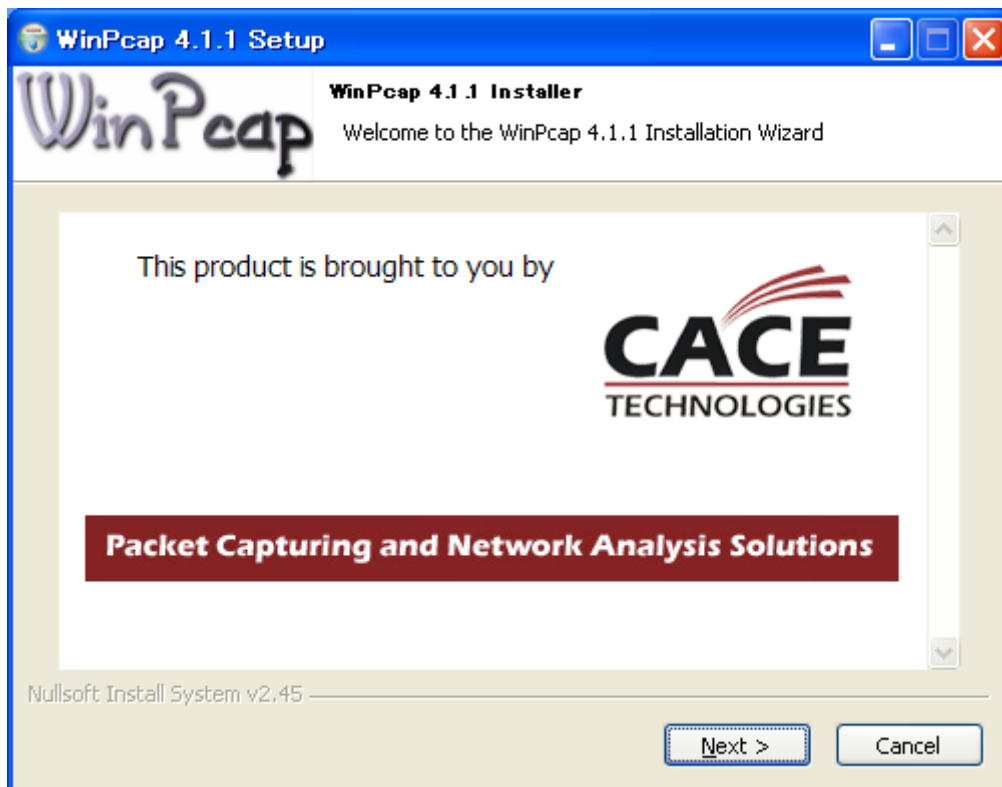 WinPcap 4.1.1 Setup
WinPcap
WinPcap 4.1.1 Installer
Welcome to the WinPcap 4.1.1 Installation Wizard
This product is brought to you by
CACE
TECHNOLOGIES
Packet Capturing and Network Analysis Solutions
Nullsoft Install System v2.45
Next >
Cancel